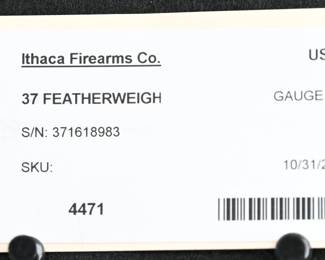 Ithaca Firearms Co. US
37 FEATHERWEIGH GAUGE
S/N: 371618983
SKU: 10/31/2
4471